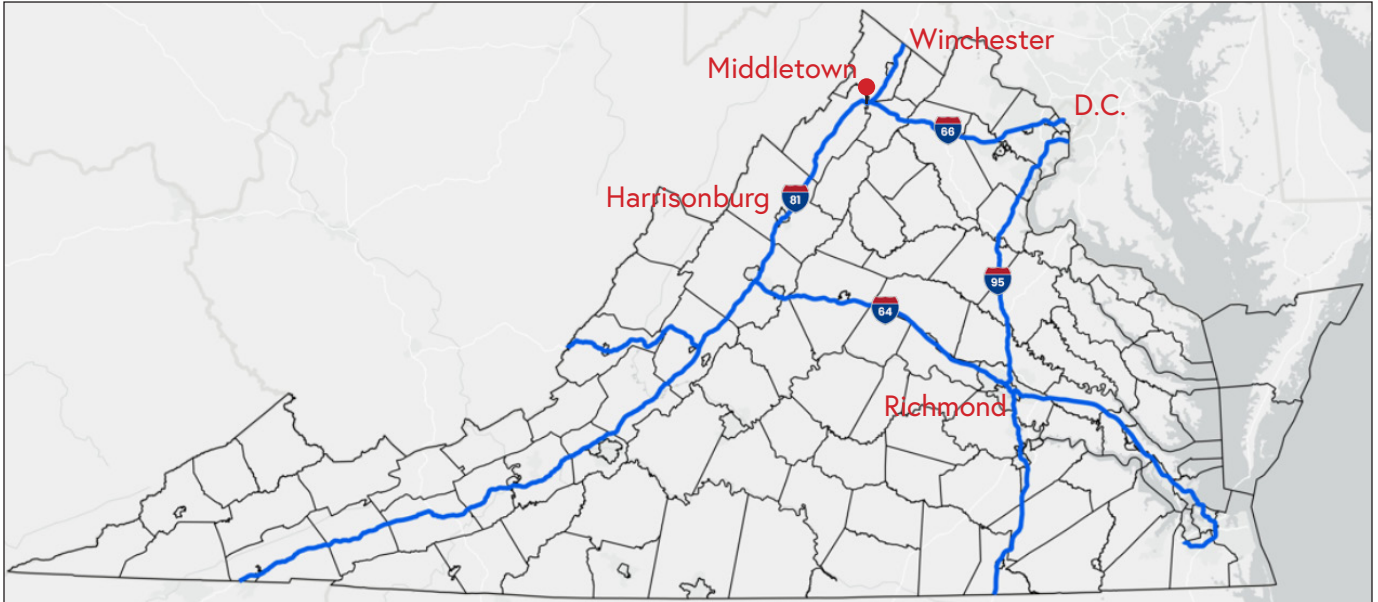 Winchester
Middletown
D.C.
66
Harrisonburg
81
95
64
Richmond